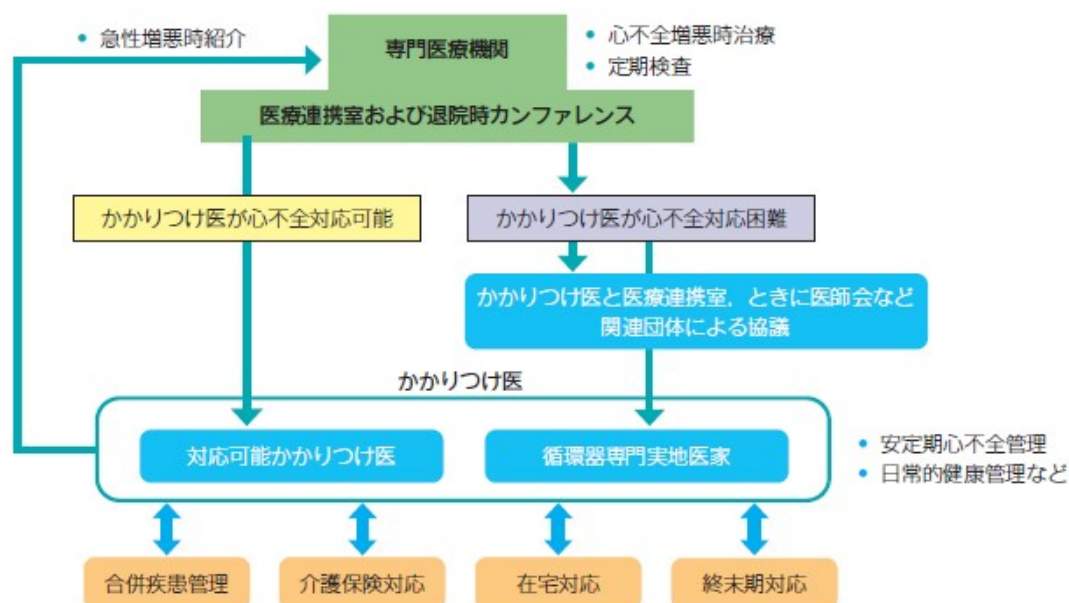 • 急性増悪時紹介
専門医療機関
• 心不全増悪時治療
• 定期検査
医療連携室および退院時カンファレンス
かかりつけ医が心不全対応可能
かかりつけ医が心不全対応困難
かかりつけ医と医療連携室，ときに医師会など
関連団体による協議
かかりつけ医
対応可能かかりつけ医
循環器専門実地医家
• 安定期心不全管理
• 日常的健康管理など
合併疾患管理
介護保険対応
在宅対応
終末期対応